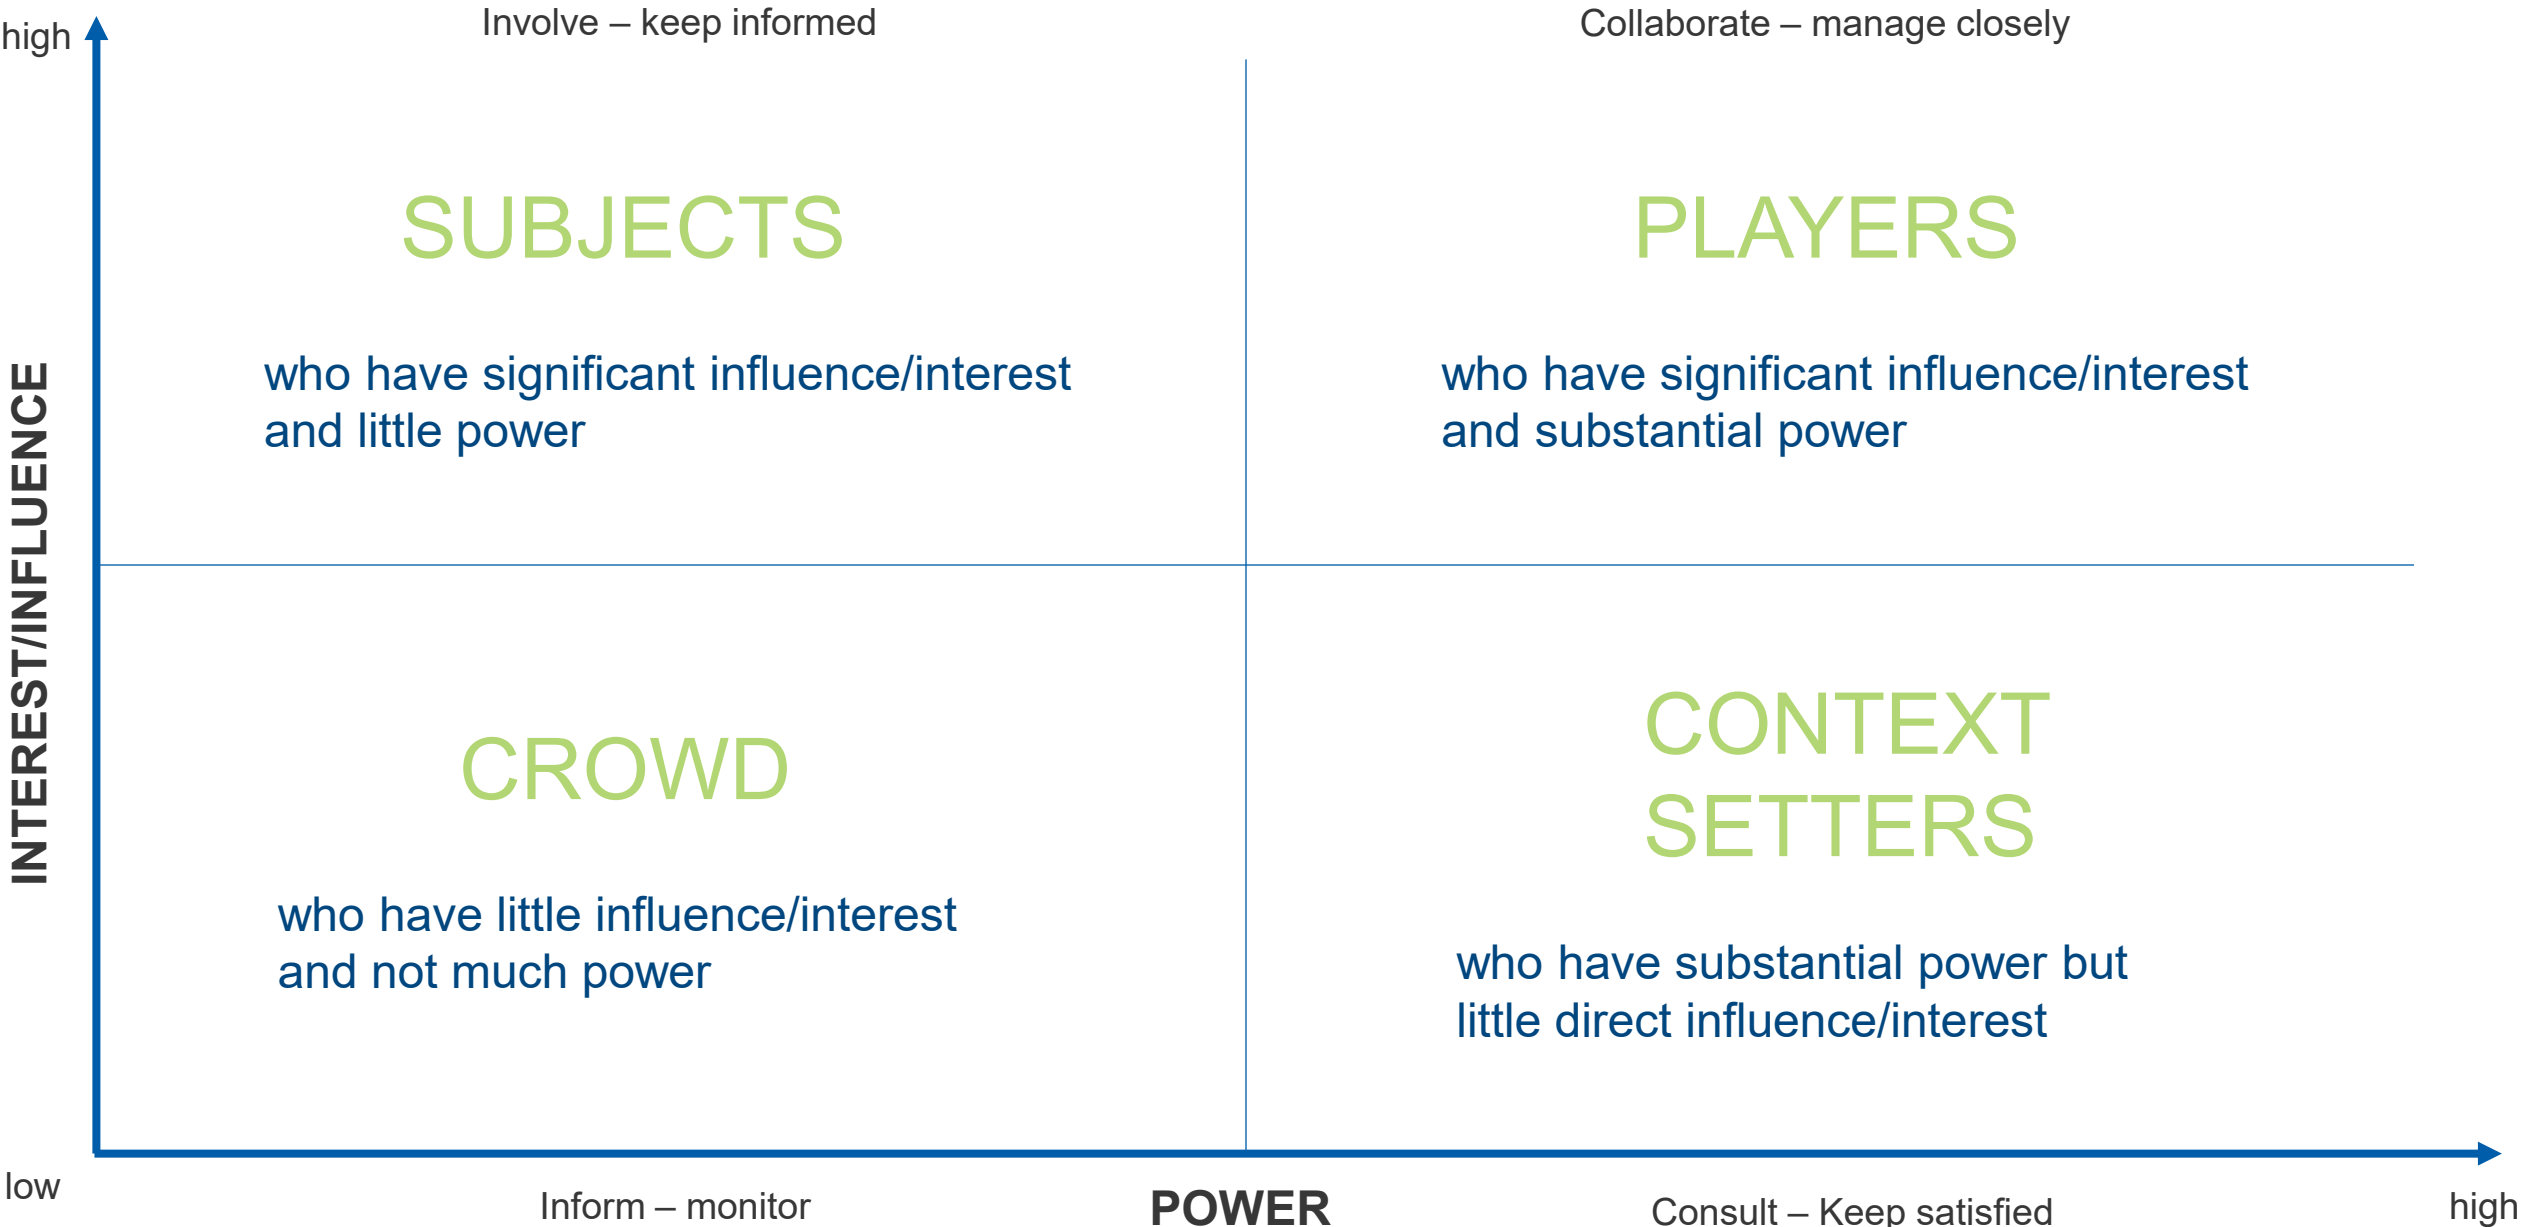 Involve – keep informed
Collaborate – manage closely
high
SUBJECTS
PLAYERS
who have significant influence/interest
and little power
who have significant influence/interest
and substantial power
INTEREST/INFLUENCE
CROWD
CONTEXT
SETTERS
who have little influence/interest
and not much power
who have substantial power but
little direct influence/interest
low
Inform – monitor
POWER
Consult – Keep satisfied
high